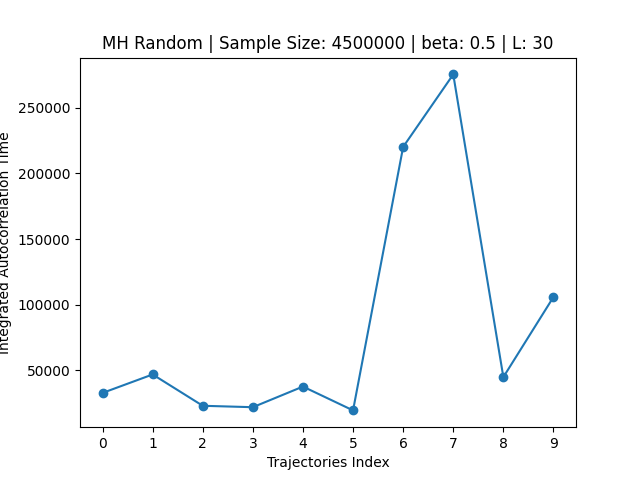 MH Random | Sample Size: 4500000 | beta: 0.5 | L: 30
250000
200000
150000
100000
50000
Integrated Autocorrelation Time
0 1 2 3 4 5 6 7 8 9
Trajectories Index